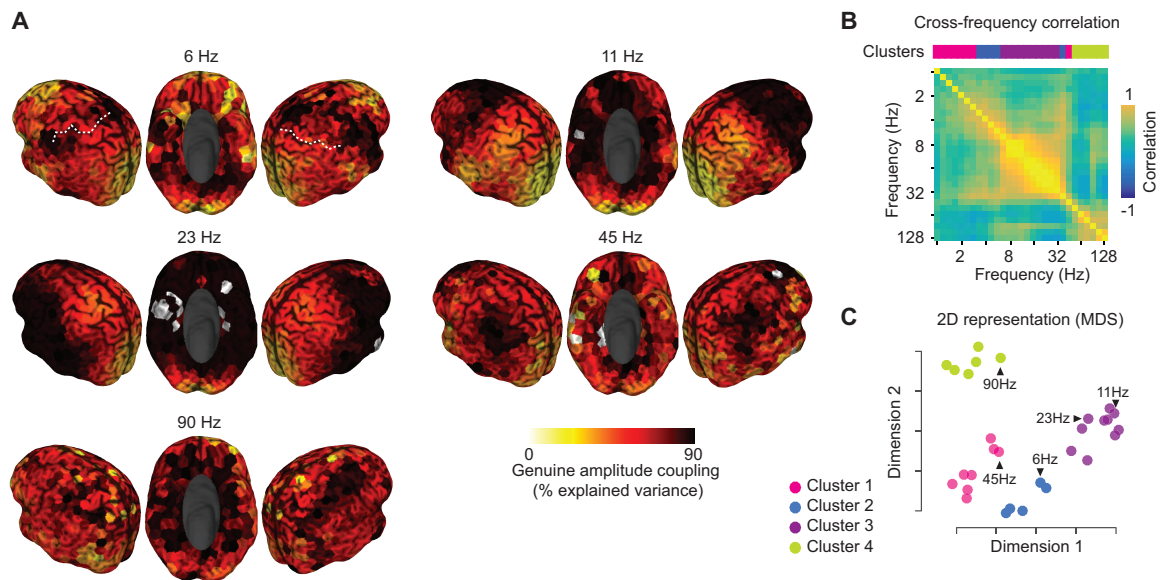 A
6 Hz
11 Hz
23 Hz
45 Hz
90 Hz
0
90
Genuine amplitude coupling
(% explained variance)
B
Cross-frequency correlation
Clusters
2
8
32
128
Frequency (Hz)
2
8
32
128
Frequency (Hz)
1
-1
Correlation
C
2D representation (MDS)
90Hz
11Hz
23Hz
6Hz
45Hz
Dimension 2
Dimension 1
Cluster 1
Cluster 2
Cluster 3
Cluster 4